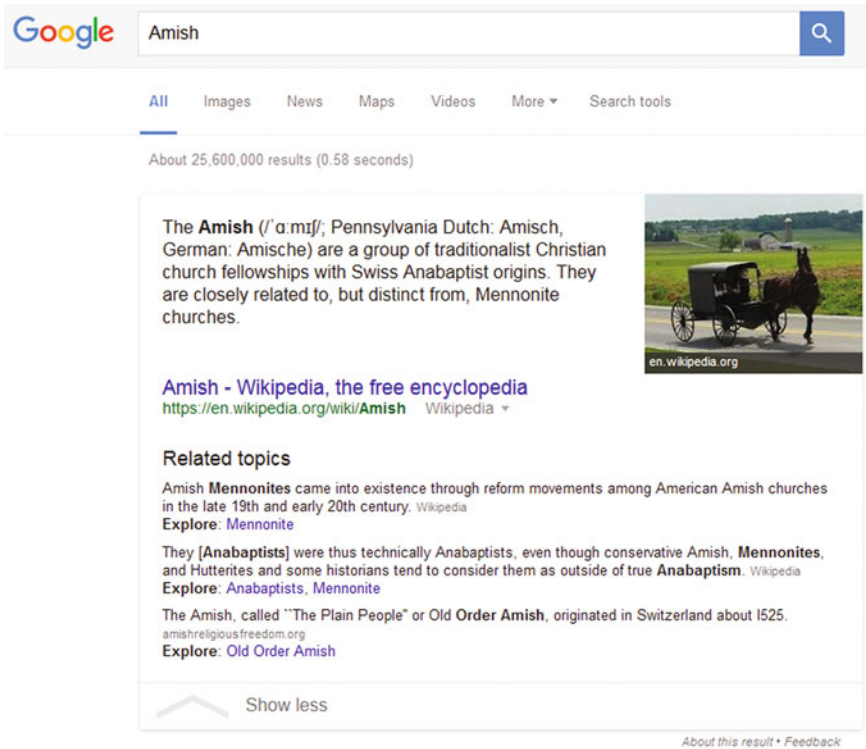 Google Amish
All Images News Maps Videos More Search tools
About 25,600,000 results (0.58 seconds)
The Amish (/ˈɑːmɪʃ/; Pennsylvania Dutch: Amisch,
German: Amische) are a group of traditionalist Christian
church fellowships with Swiss Anabaptist origins. They
are closely related to, but distinct from, Mennonite
churches.
en.wikipedia.org
Amish - Wikipedia, the free encyclopedia
https://en.wikipedia.org/wiki/Amish Wikipedia
Related topics
Amish Mennonites came into existence through reform movements among American Amish churches
in the late 19th and early 20th century. Wikipedia
Explore: Mennonite
They [Anabaptists] were thus technically Anabaptists, even though conservative Amish, Mennonites,
and Hutterites and some historians tend to consider them as outside of true Anabaptism. Wikipedia
Explore: Anabaptists, Mennonite
The Amish, called ``The Plain People" or Old Order Amish, originated in Switzerland about I525.
amishreligiousfreedom.org
Explore: Old Order Amish
Show less
About this result • Feedback